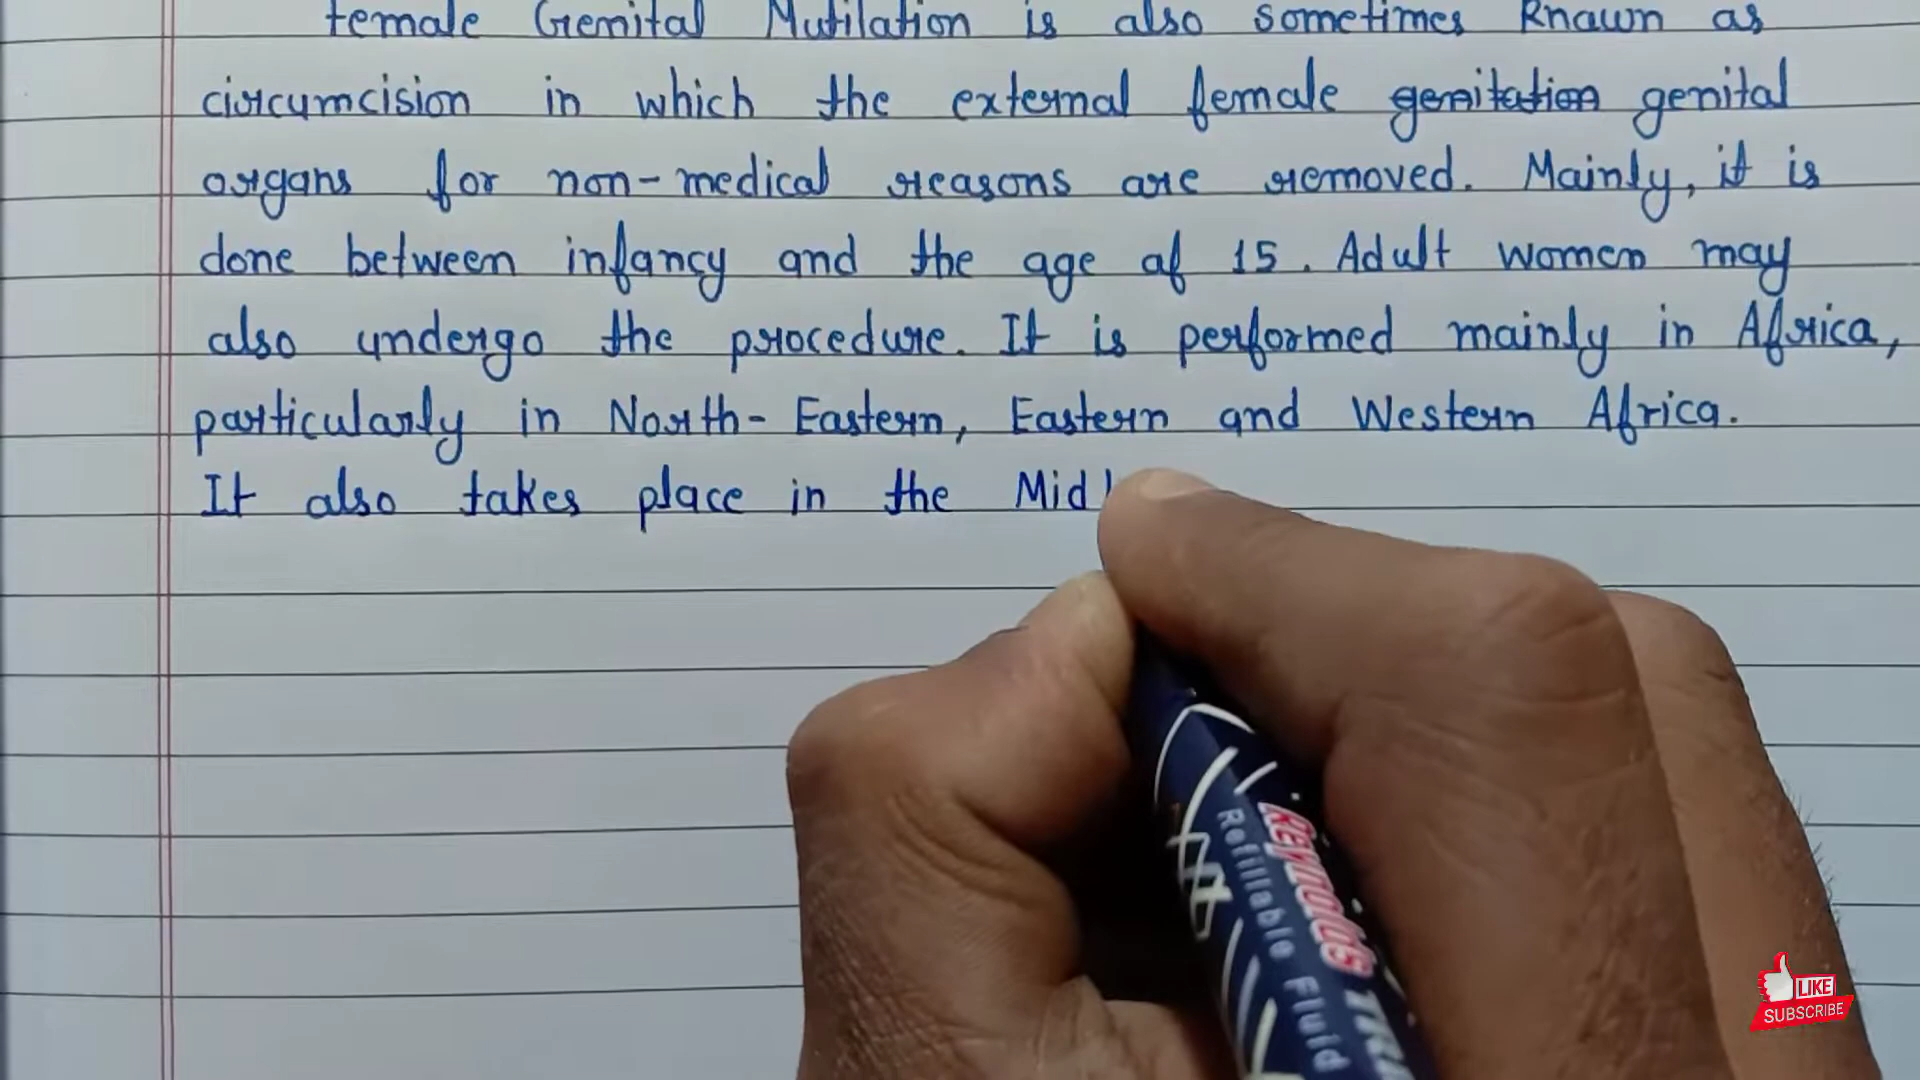 female Genital Mutilation is also sometimes Known as
circumcision in which the external female genitation genital
organs for non-medical reasons are removed. Mainly, it is
done between infancy and the age of 15. Adult women may
also undergo the procedure. It is performed mainly in Africa,
particularly in North-Eastern, Eastern and Western Africa.
It also takes place in the Mid
Reynolds
Refillable Fluid
LIKE
SUBSCRIBE